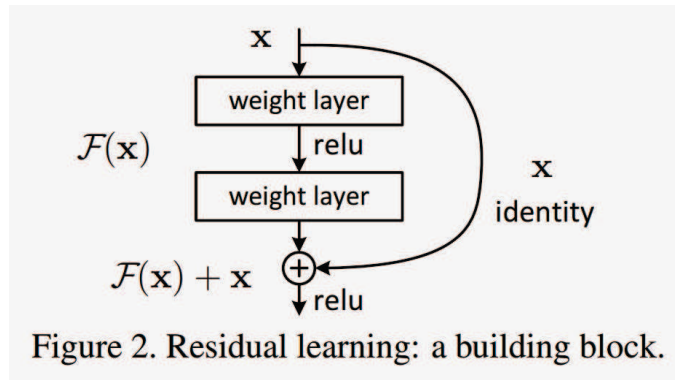 x
weight layer
F(x)
relu
x
weight layer
identity
F(x) + x
relu
Figure 2. Residual learning: a building block.